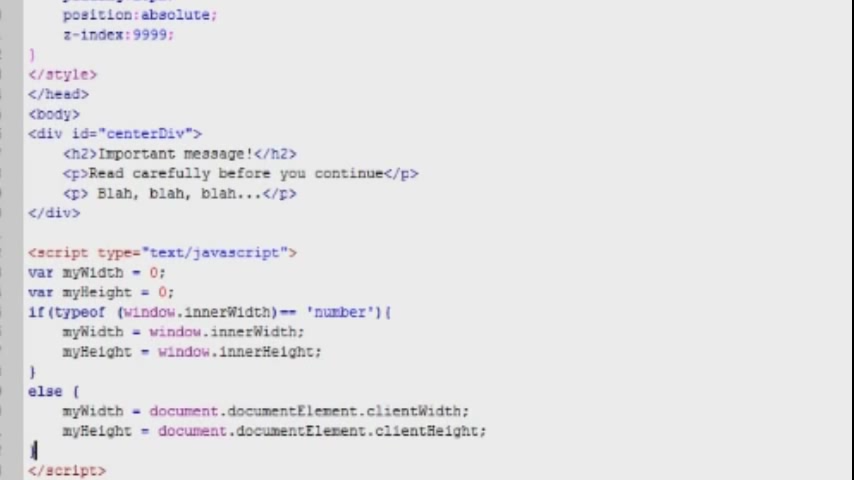 position:absolute;
z-index:9999;
}
</style>
</head>
<body>
<div id="centerDiv">
<h2>Important message!</h2>
<p>Read carefully before you continue</p>
<p> Blah, blah, blah...</p>
</div>
<script type="text/javascript">
var myWidth = 0;
var myHeight = 0;
if(typeof (window.innerWidth)== 'number'){
myWidth = window.innerWidth;
myHeight = window.innerHeight;
}
else {
myWidth = document.documentElement.clientWidth;
myHeight = document.documentElement.clientHeight;
}
</script>